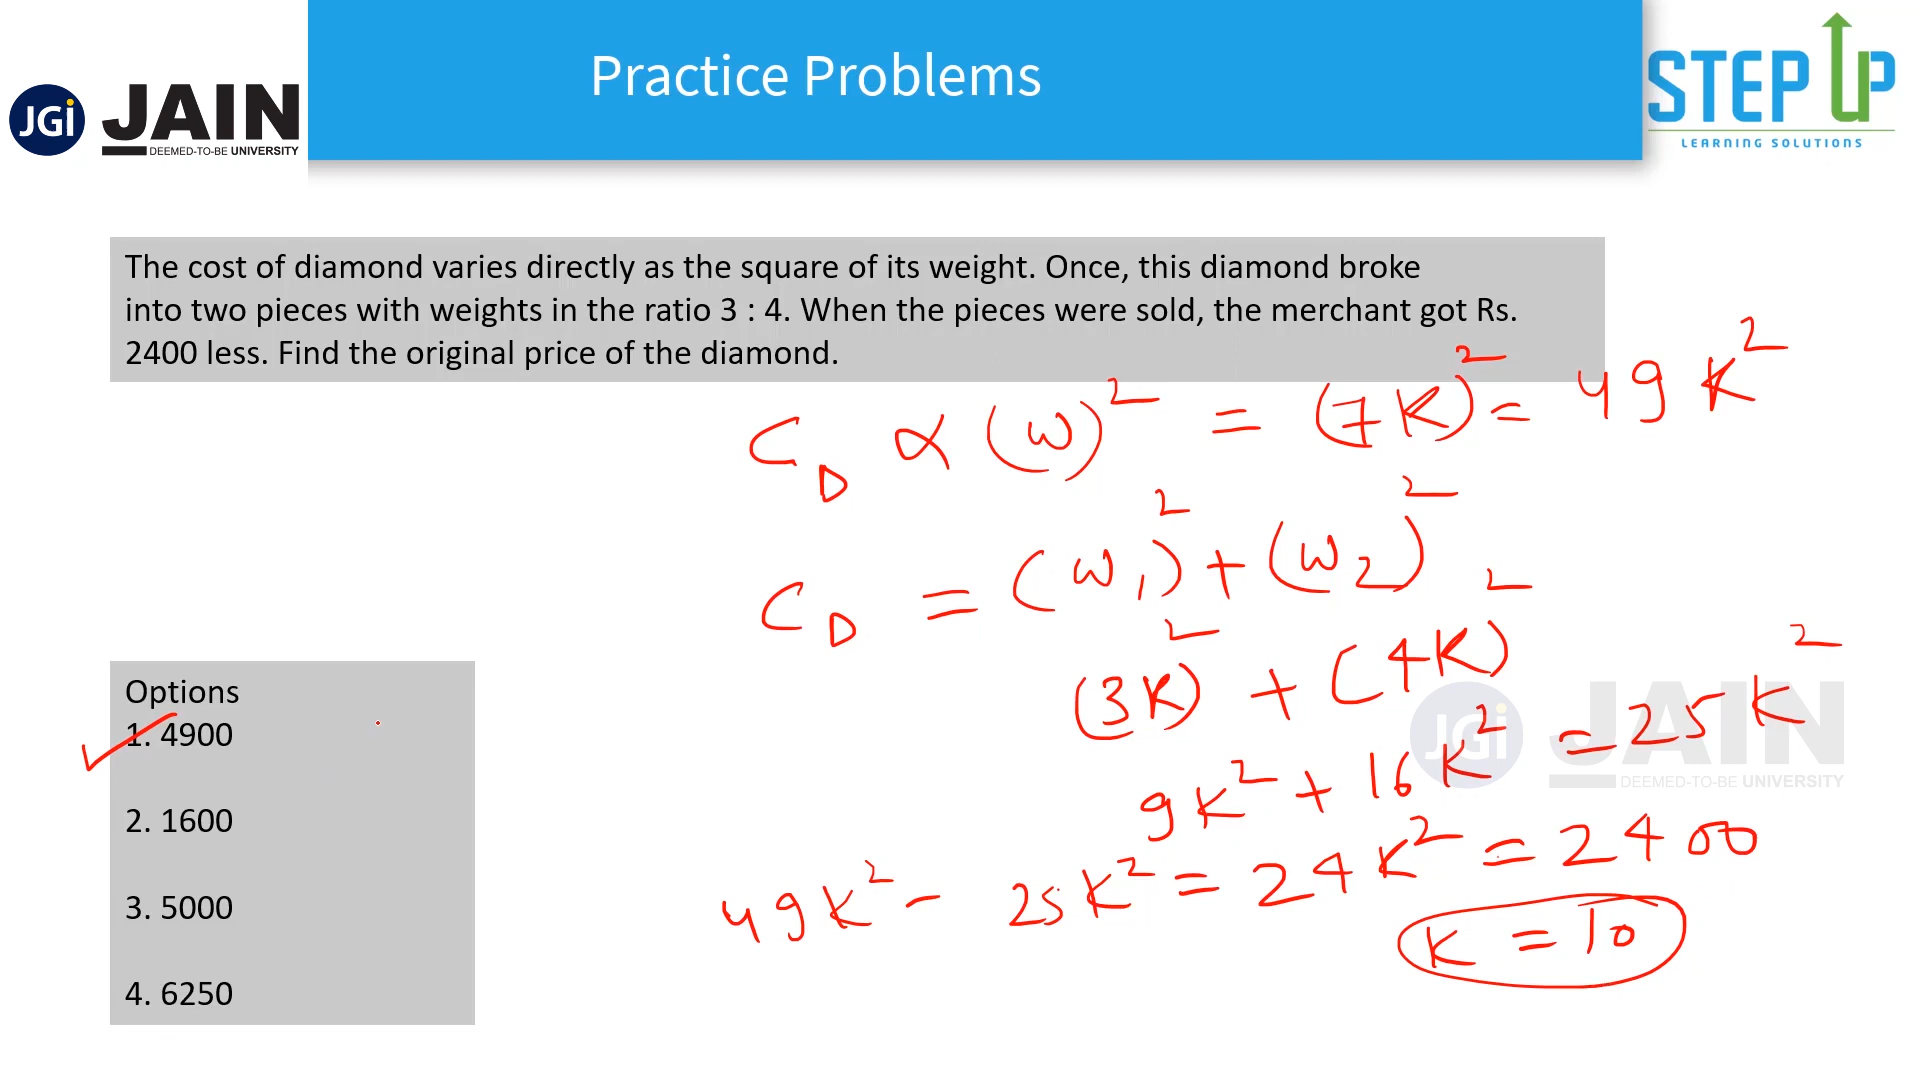 JGi JAIN
DEEMED-TO-BE UNIVERSITY
Practice Problems
STEP UP
LEARNING SOLUTIONS
The cost of diamond varies directly as the square of its weight. Once, this diamond broke
into two pieces with weights in the ratio 3 : 4. When the pieces were sold, the merchant got Rs.
2400 less. Find the original price of the diamond.
C_D ∝ (w)² = (7K)² = 49K²
C_D = (w₁)² + (w₂)²
(3K)² + (4K)²
9K² + 16K² = 25K²
49K² - 25K² = 24K² = 2400
K = 10
Options
1. 4900
2. 1600
3. 5000
4. 6250
JGi JAIN
DEEMED-TO-BE UNIVERSITY